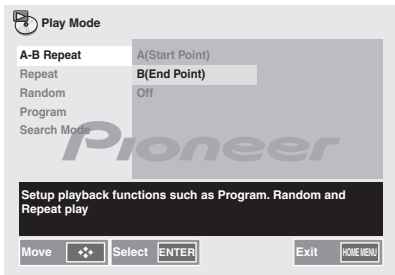 Play Mode
A-B Repeat
A(Start Point)
Repeat
B(End Point)
Random
Off
Program
Search Mode
Pioneer
Setup playback functions such as Program. Random and
Repeat play
Move Select ENTER Exit HOME MENU